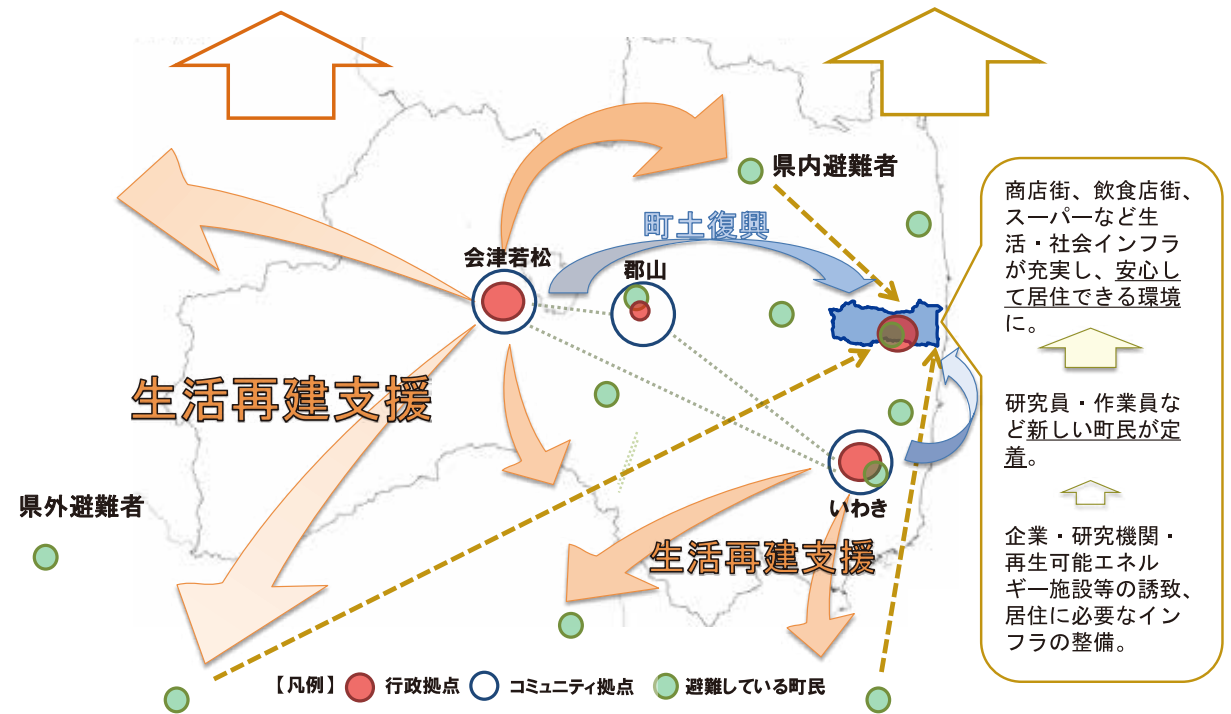 県内避難者
町土復興
会津若松
郡山
生活再建支援
県外避難者
いわき
生活再建支援
商店街、飲食店街、
スーパーなど生
活・社会インフラ
が充実し、安心し
て居住できる環境
に。
研究員・作業員な
ど新しい町民が定
着。
企業・研究機関・
再生可能エネル
ギー施設等の誘致、
居住に必要なイン
フラの整備。
【凡例】 行政拠点 コミュニティ拠点 避難している町民